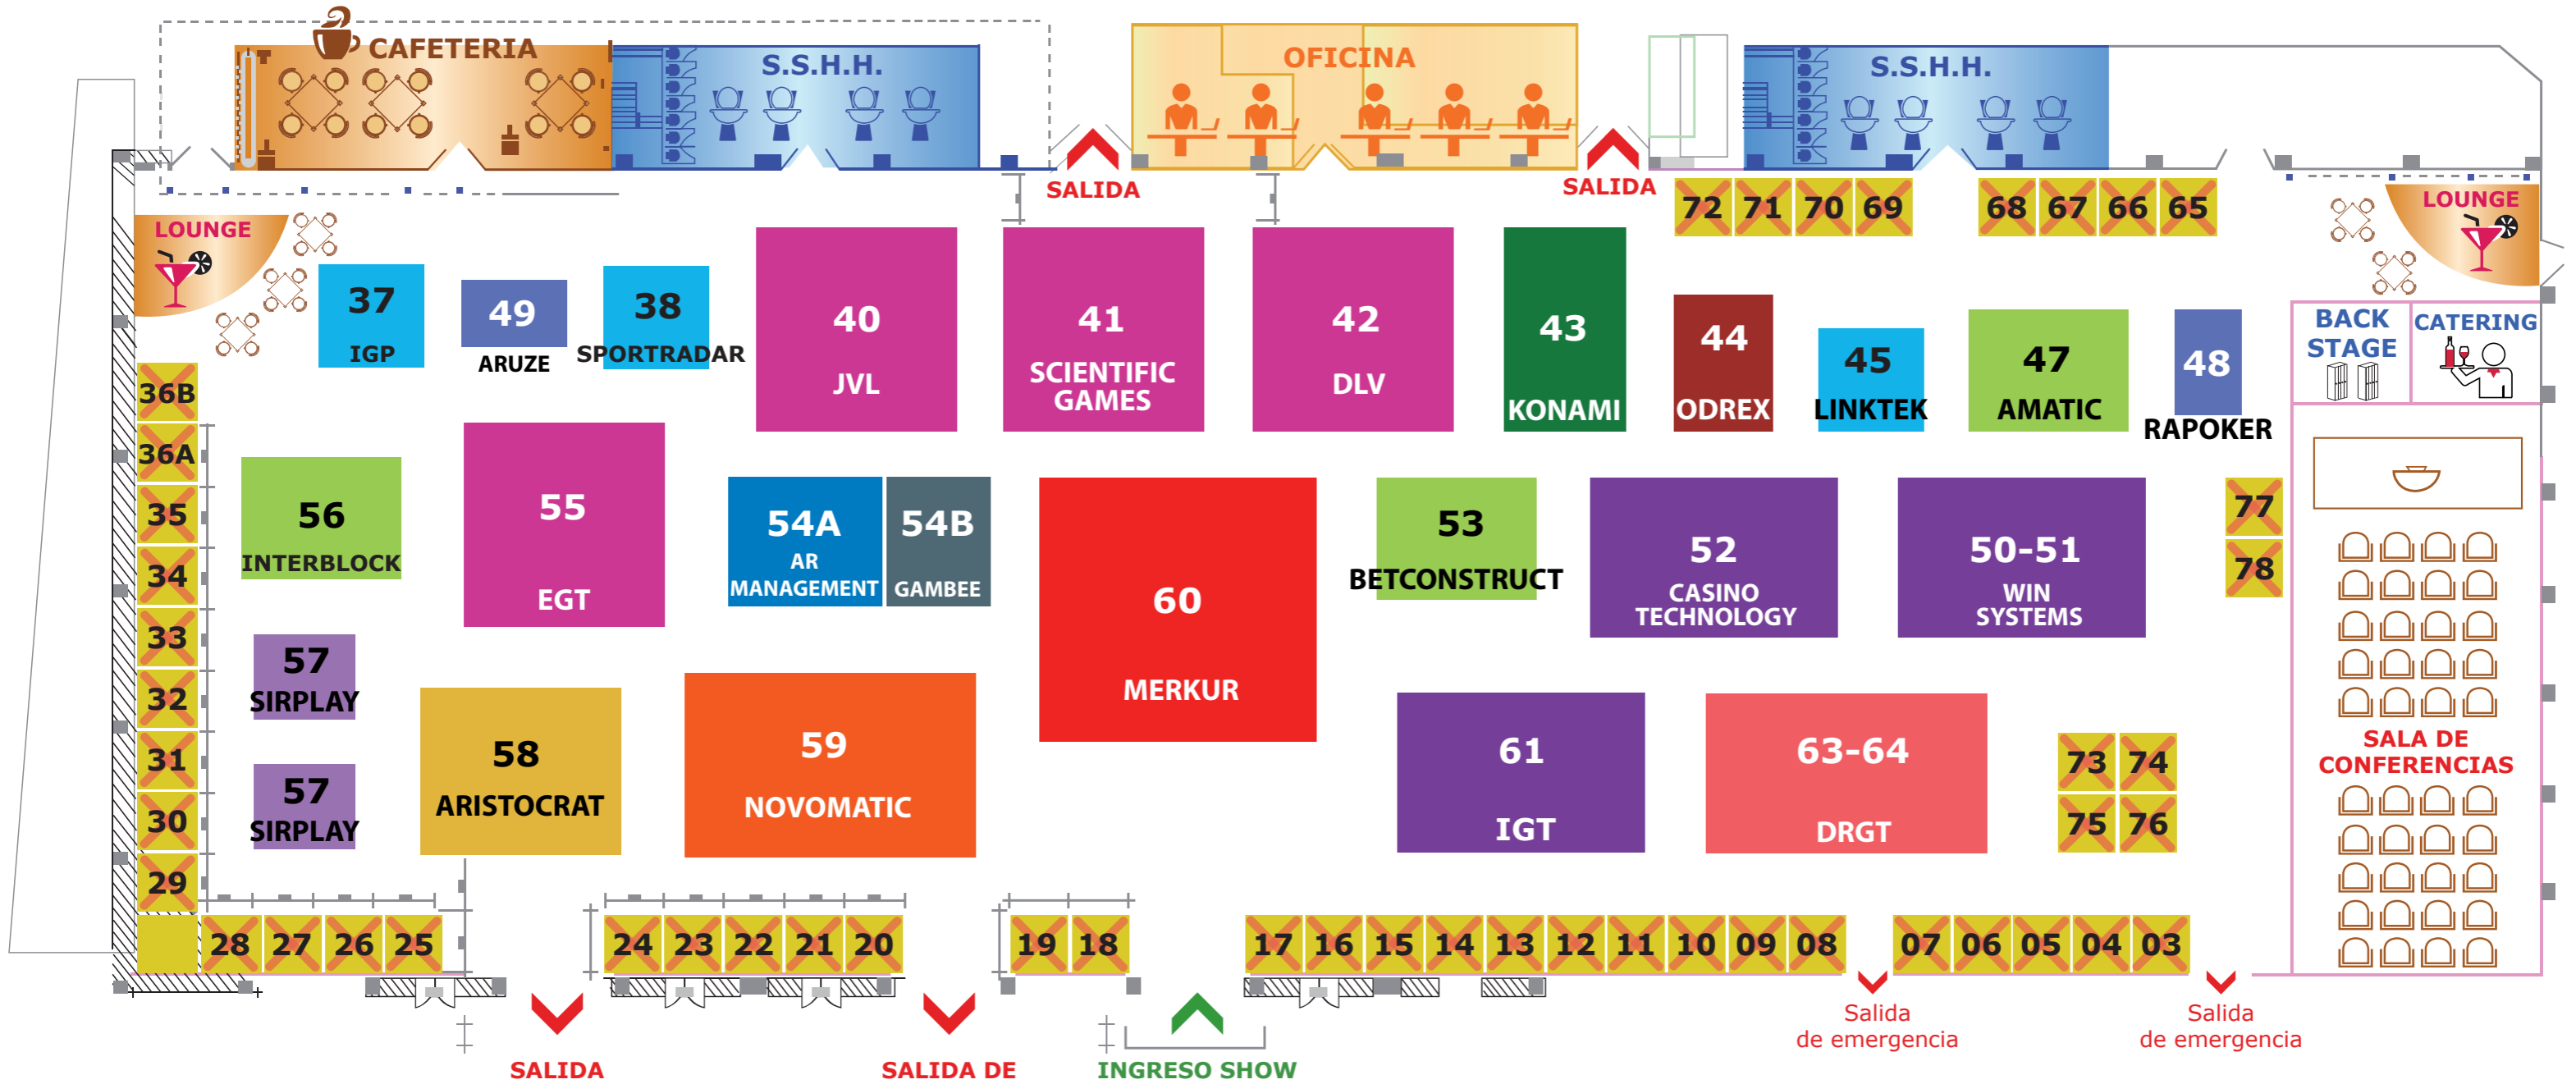 CAFETERIA
S.S.H.H.
OFICINA
S.S.H.H.
SALIDA
SALIDA
72 71 70 69 68 67 66 65
LOUNGE
LOUNGE
37
IGP
49
ARUZE
38
SPORTRADAR
40
JVL
41
SCIENTIFIC
GAMES
42
DLV
43
KONAMI
44
ODREX
45
LINKTEK
47
AMATIC
48
RAPOKER
BACK
STAGE
CATERING
36B
36A
35
34
33
32
31
30
29
56
INTERBLOCK
55
EGT
54A
AR
MANAGEMENT
54B
GAMBEE
60
MERKUR
53
BETCONSTRUCT
52
CASINO
TECHNOLOGY
50-51
WIN
SYSTEMS
77
78
57
SIRPLAY
57
SIRPLAY
58
ARISTOCRAT
59
NOVOMATIC
61
IGT
63-64
DRGT
73 74
75 76
SALA DE
CONFERENCIAS
28 27 26 25 24 23 22 21 20 19 18 17 16 15 14 13 12 11 10 09 08 07 06 05 04 03
SALIDA
SALIDA DE
INGRESO SHOW
Salida
de emergencia
Salida
de emergencia